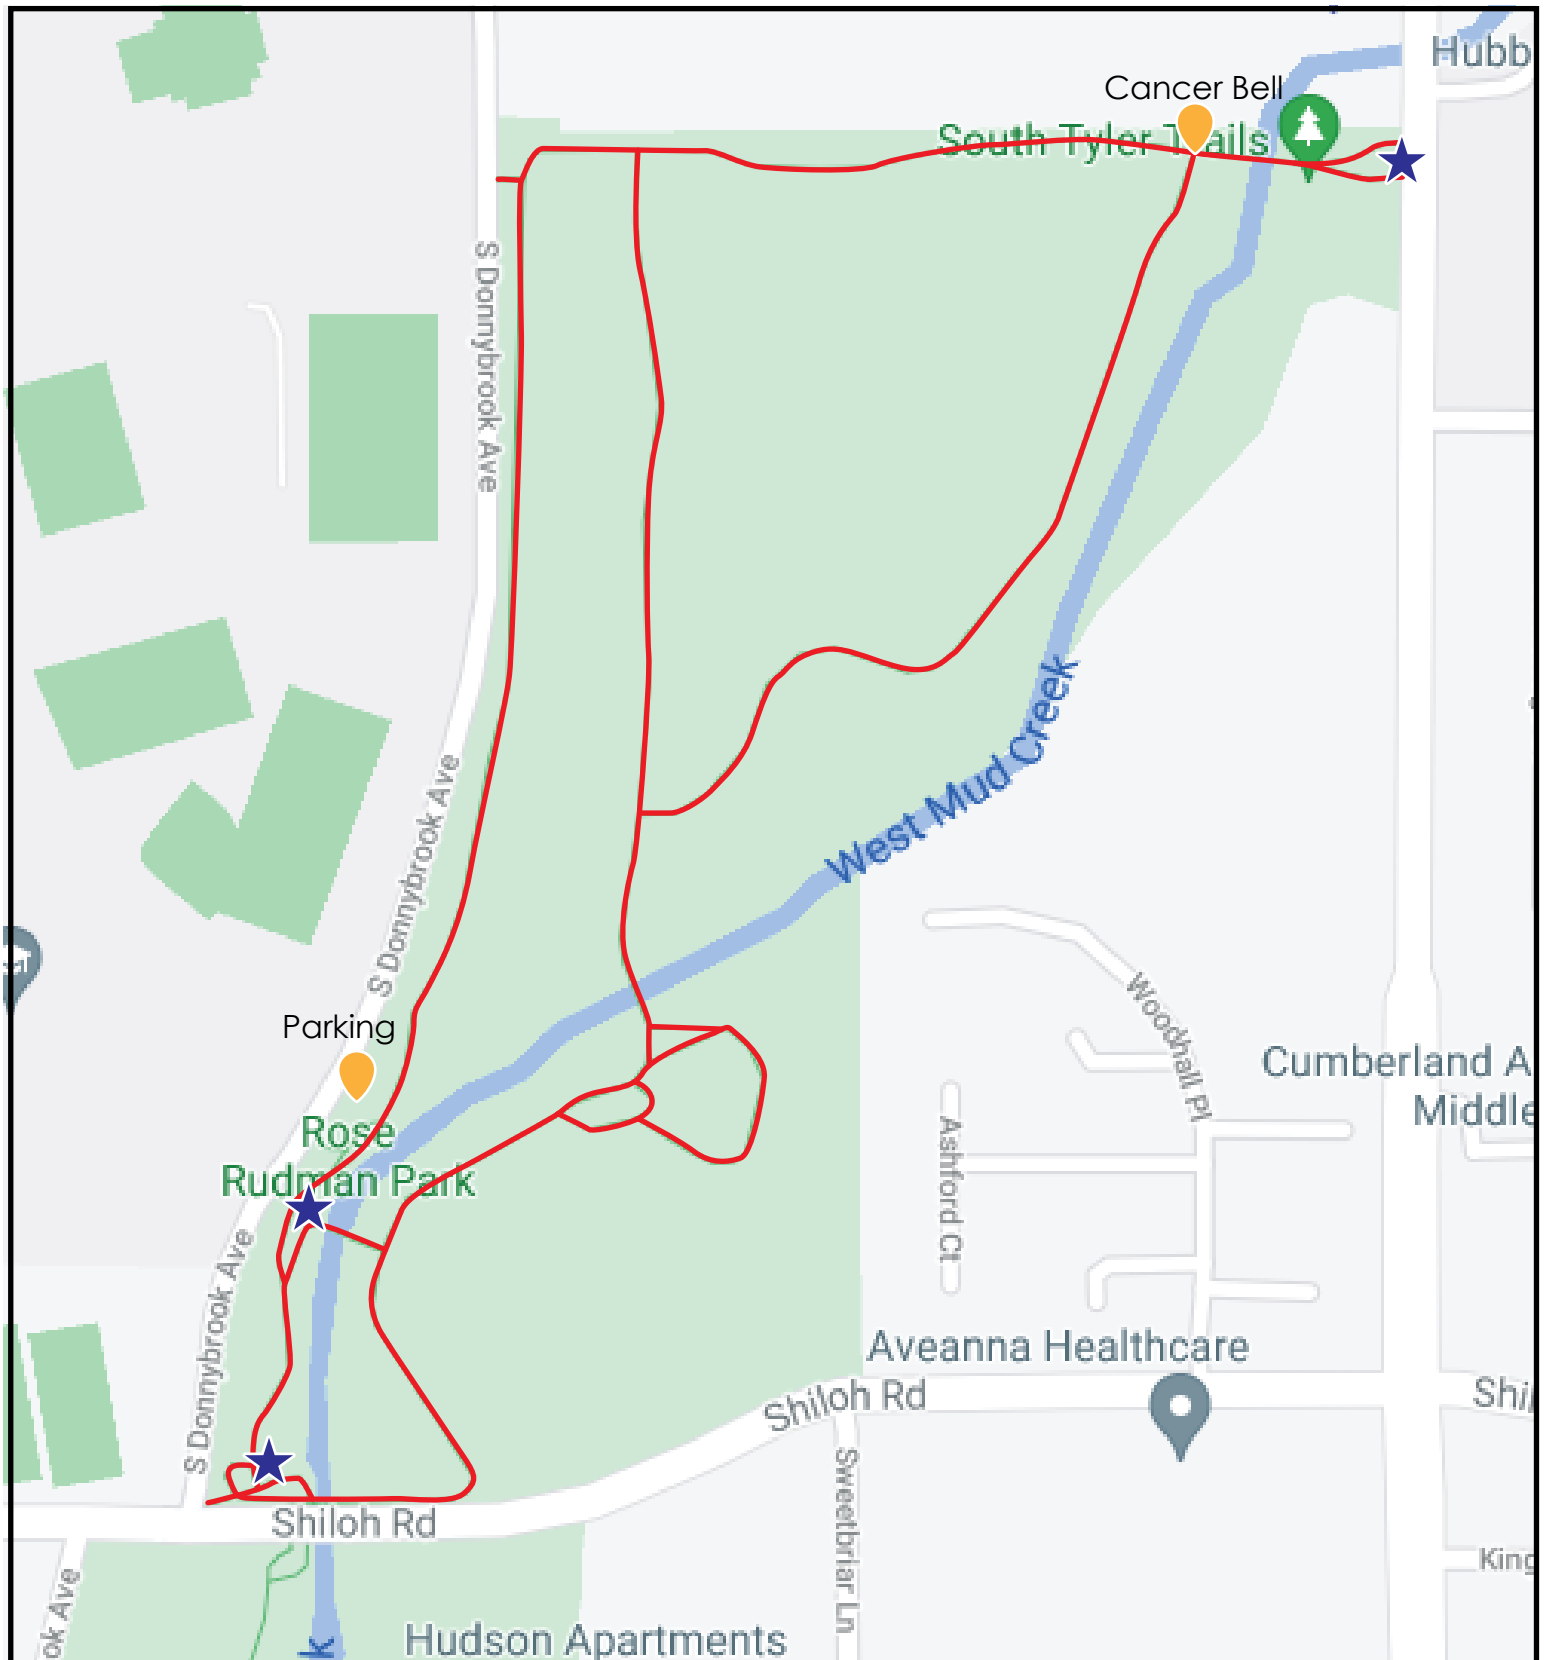 Hubb
Cancer Bell
South Tyler Trails
S Donnybrook Ave
West Mud Creek
S Donnybrook Ave
Parking
Woodhall Pl
Cumberland A
Middle
Rose
Rudman Park
Ashford Ct
S Donnybrook Ave
Aveanna Healthcare
Shiloh Rd
Shil
Shiloh Rd
Sweetbriar Ln
King
ok Ave
Hudson Apartments
k